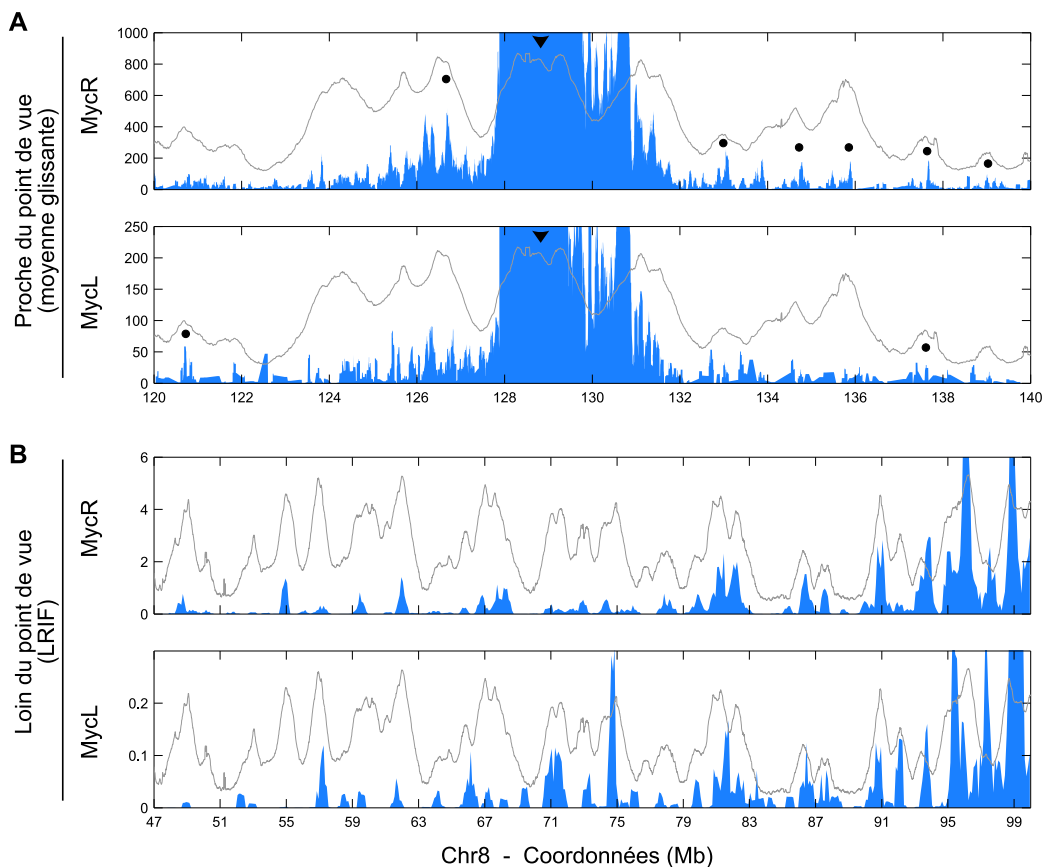 A
Proche du point de vue
(moyenne glissante)
MycR
1000
800
600
400
200
0
MycL
250
200
150
100
50
0
120 122 124 126 128 130 132 134 136 138 140
B
Loin du point de vue
(LRIF)
MycR
6
4
2
0
MycL
0.2
0.1
0
47 51 55 59 63 67 71 75 79 83 87 91 95 99
Chr8 - Coordonnées (Mb)